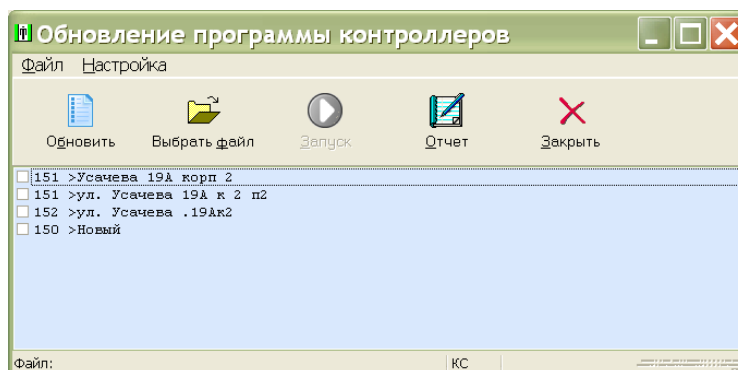 Обновление программы контроллеров
Файл Настройка
Обновить Выбрать файл Запуск Отчет Закрыть
151 >Усачева 19А корп 2
151 >ул. Усачева 19А к 2 п2
152 >ул. Усачева .19Ак2
150 >Новый
Файл: КС